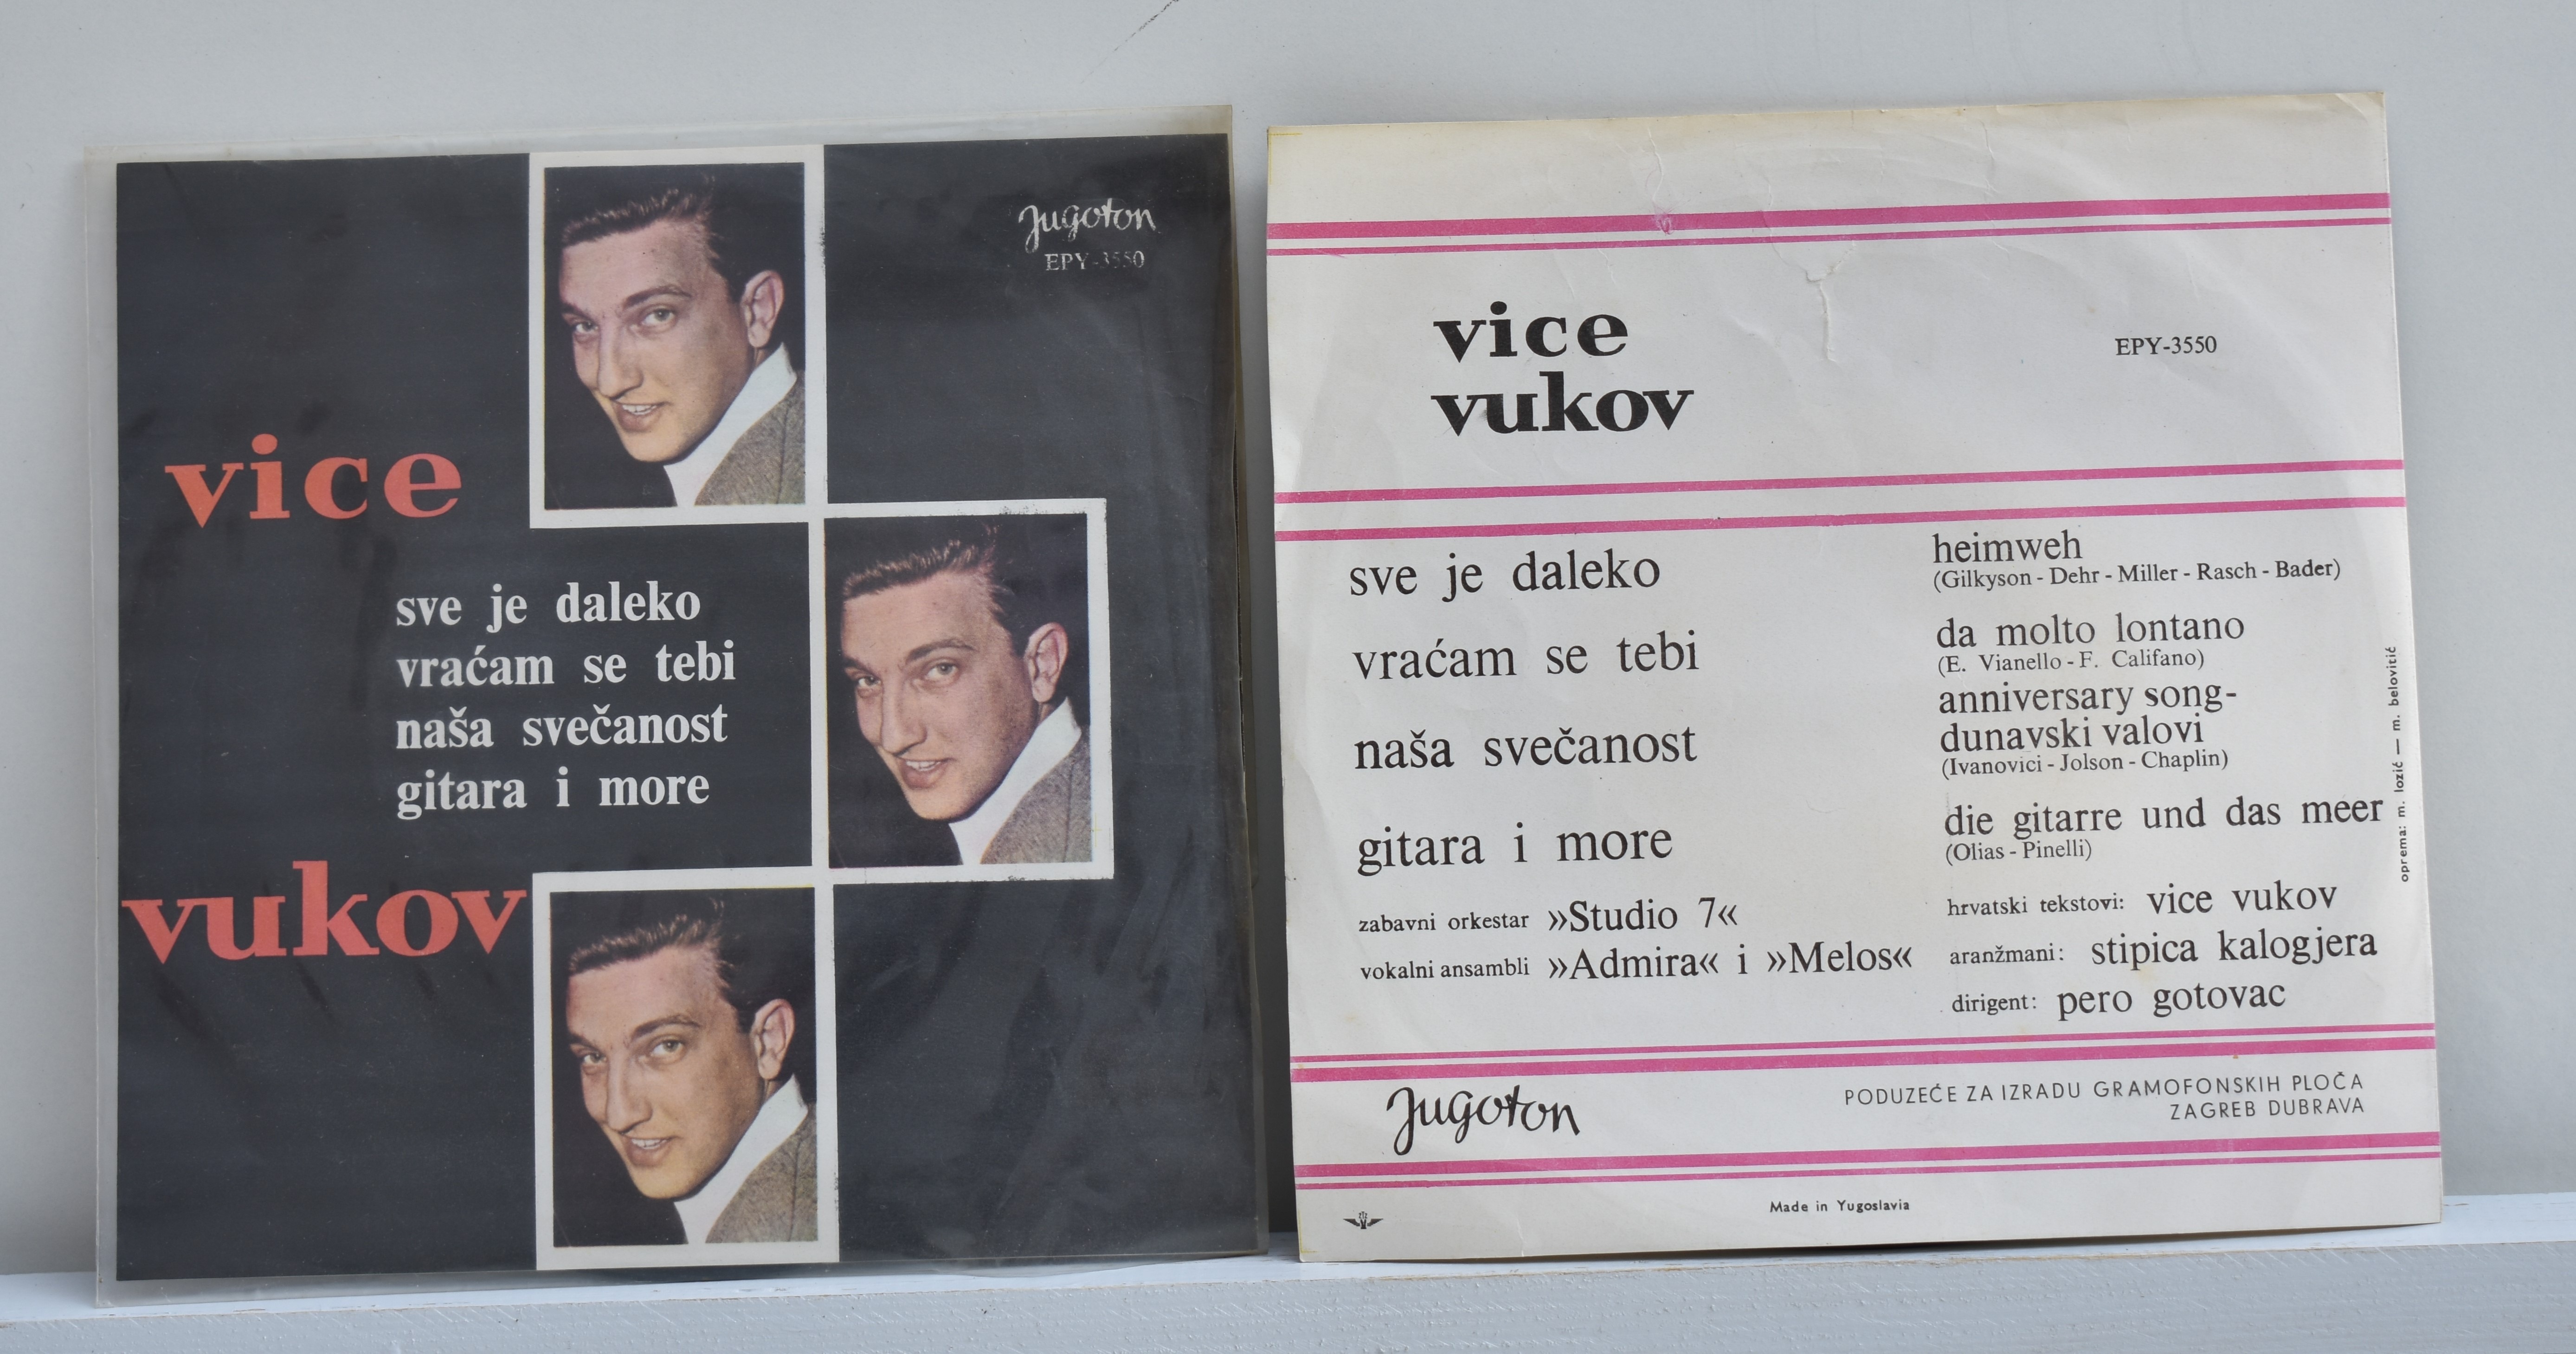 Jugoton
EPY-3550
vice
sve je daleko
vraćam se tebi
naša svečanost
gitara i more
vukov
vice
vukov
EPY-3550
sve je daleko
heimweh
(Gilkyson - Dehr - Miller - Rasch - Bader)
vraćam se tebi
da molto lontano
(E. Vianello - F. Califano)
naša svečanost
anniversary song-
dunavski valovi
(Ivanovici - Jolson - Chaplin)
gitara i more
die gitarre und das meer
(Olias - Pinelli)
zabavni orkestar »Studio 7«
vokalni ansambli »Admira« i »Melos«
hrvatski tekstovi: vice vukov
aranžmani: stipica kalogjera
dirigent: pero gotovac
oprema: m. lozić — m. belovitić
Jugoton
PODUZEĆE ZA IZRADU GRAMOFONSKIH PLOČA
ZAGREB DUBRAVA
Made in Yugoslavia